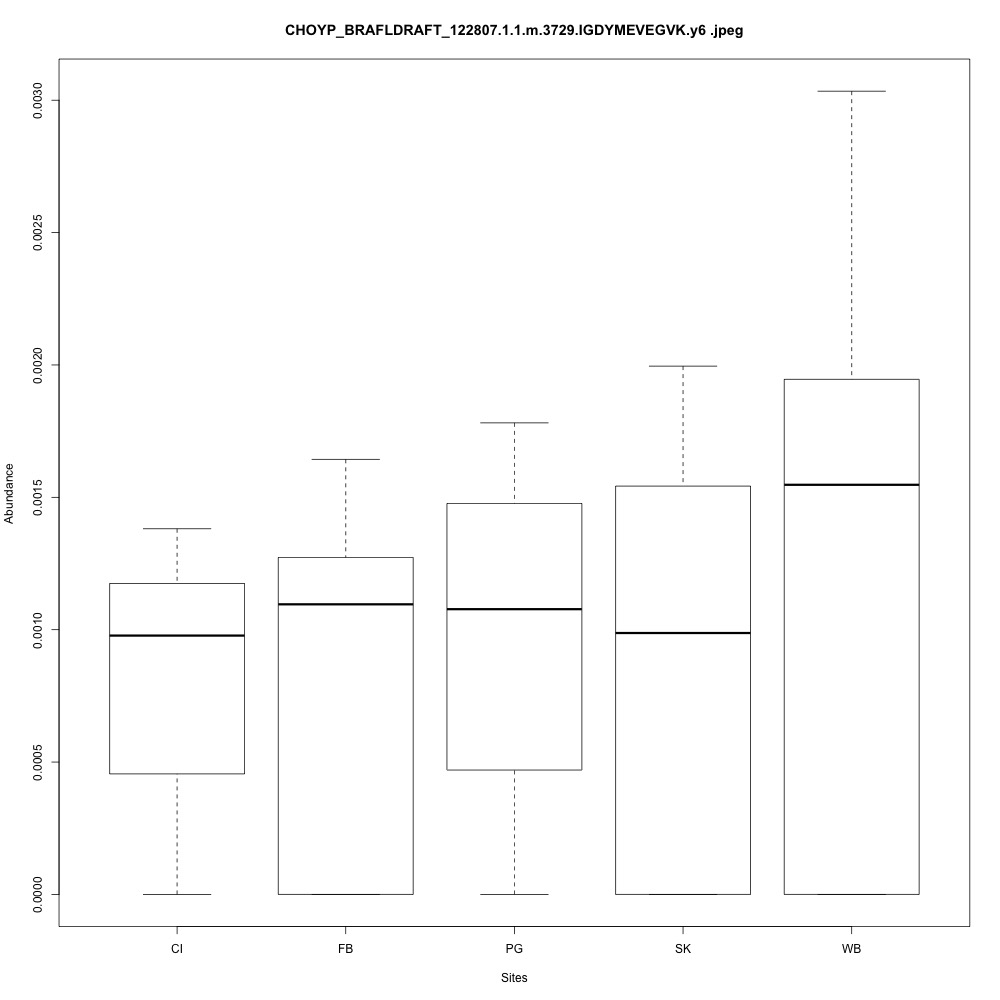 CHOYP_BRAFLDRAFT_122807.1.1.m.3729.IGDYMEVEGVK.y6 .jpeg
0.0030
0.0025
0.0020
0.0015
0.0010
0.0005
0.0000
Abundance
CI FB PG SK WB
Sites